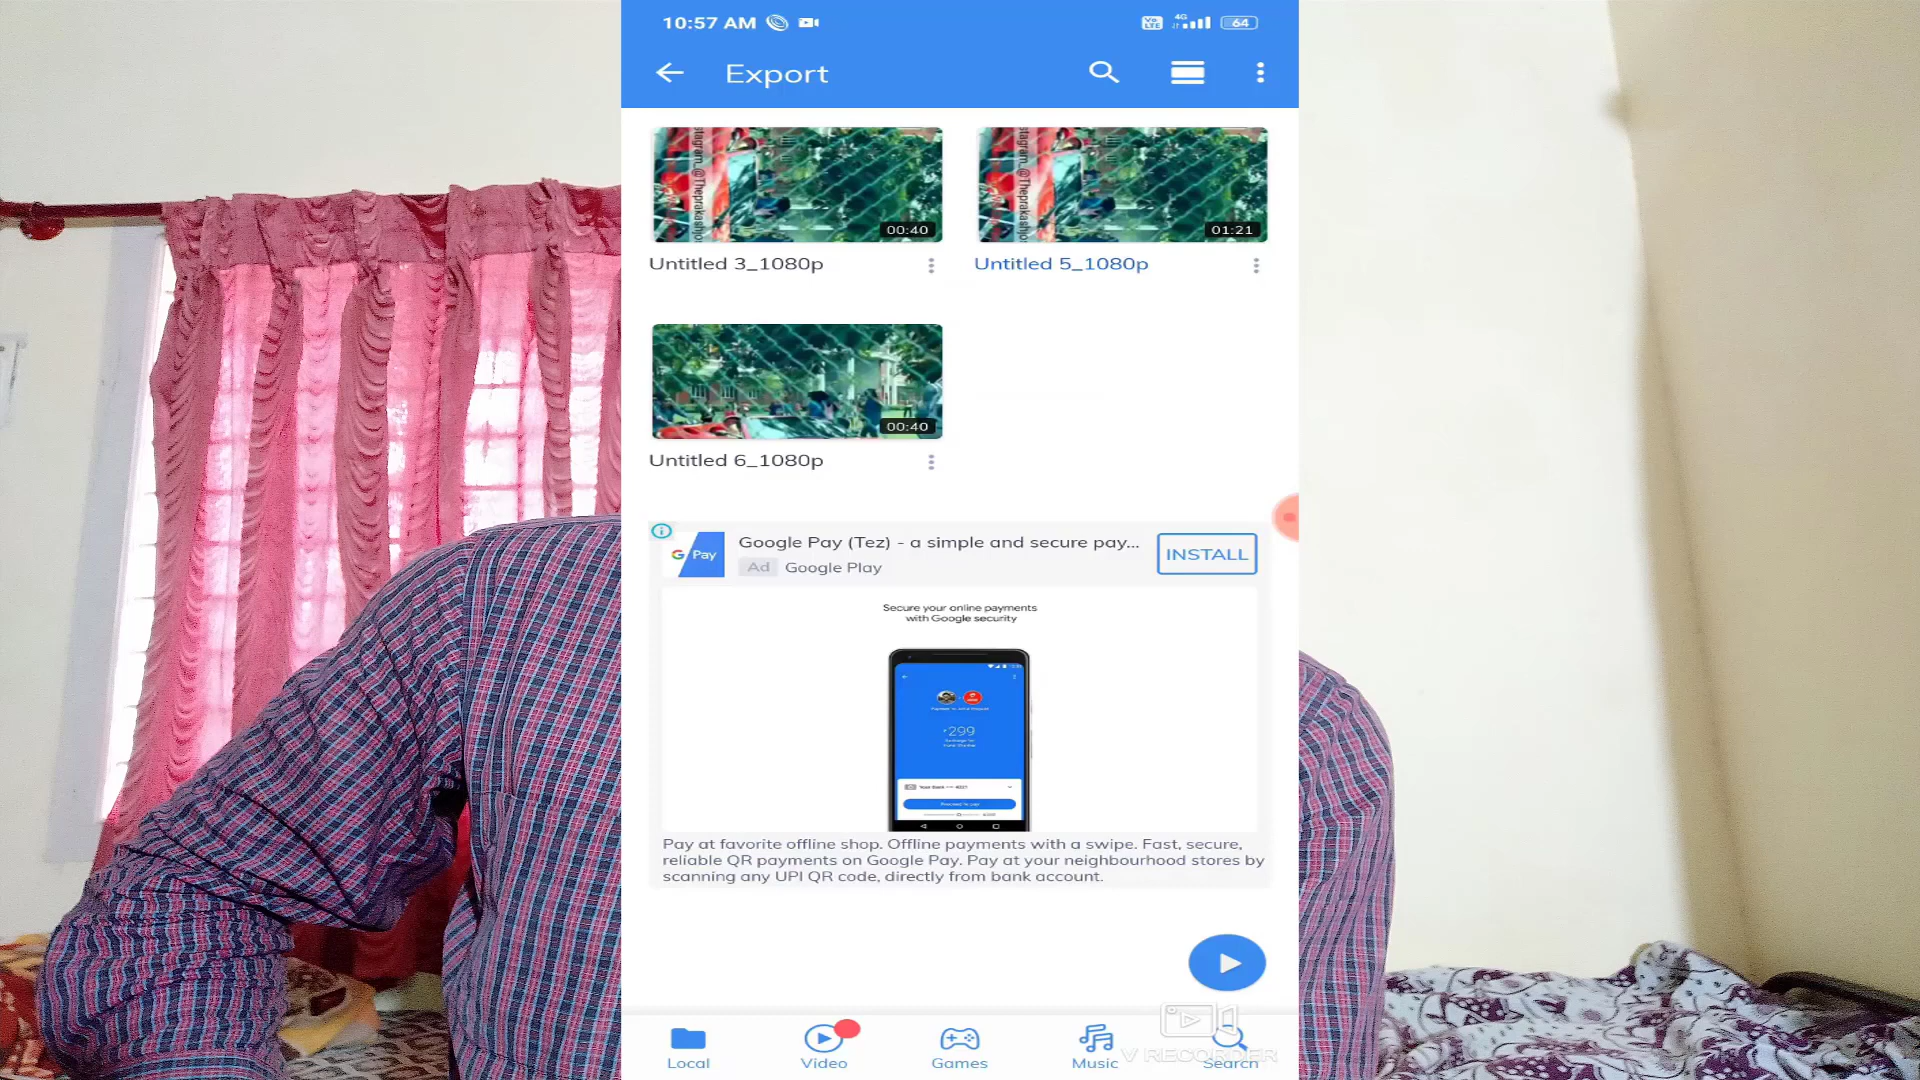 10:57 AM
Vo LTE 4G 64
Export
00:40
01:21
Untitled 3_1080p
Untitled 5_1080p
00:40
Untitled 6_1080p
G Pay
Google Pay (Tez) - a simple and secure pay...
Ad Google Play
INSTALL
Secure your online payments
with Google security
299
Pay at favorite offline shop. Offline payments with a swipe. Fast, secure,
reliable QR payments on Google Pay. Pay at your neighbourhood stores by
scanning any UPI QR code, directly from bank account.
Local
Video
Games
Music
Search
V RECORDER